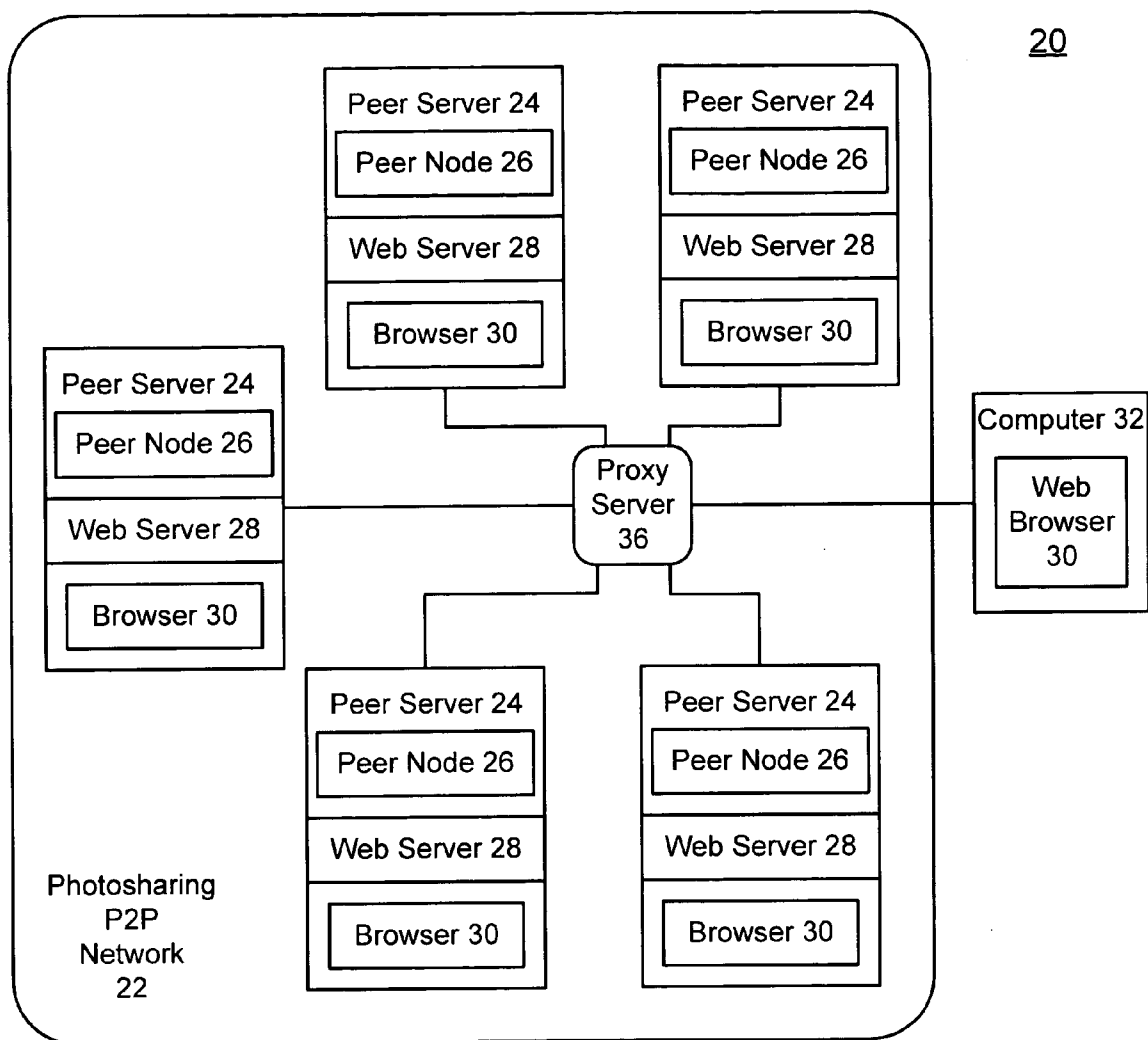 20
Peer Server 24
Peer Node 26
Web Server 28
Browser 30
Peer Server 24
Peer Node 26
Web Server 28
Browser 30
Peer Server 24
Peer Node 26
Web Server 28
Browser 30
Proxy
Server
36
Computer 32
Web
Browser
30
Peer Server 24
Peer Node 26
Web Server 28
Browser 30
Peer Server 24
Peer Node 26
Web Server 28
Browser 30
Photosharing
P2P
Network
22